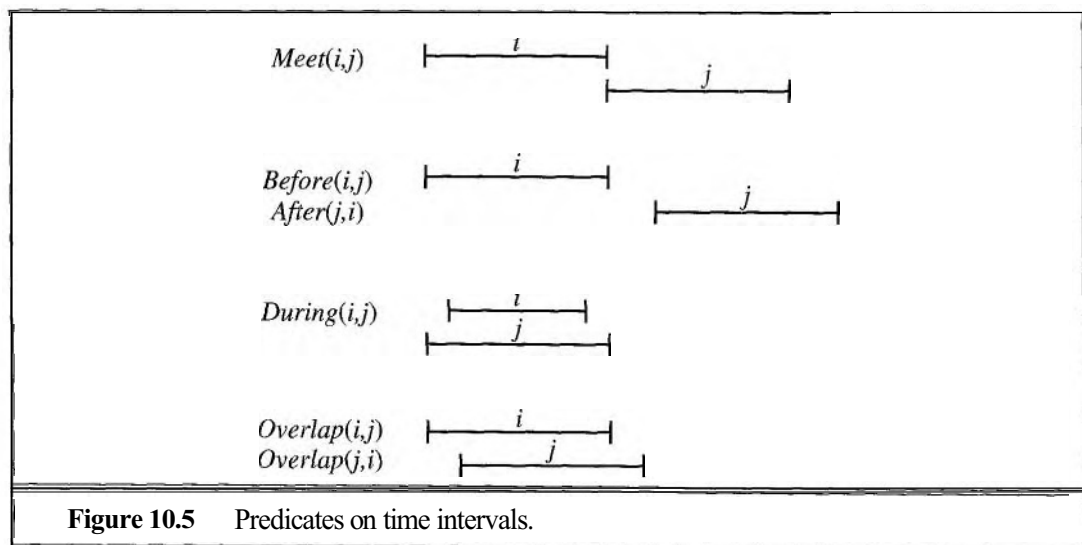 Meet(i,j)
i
j
Before(i,j)
After(j,i)
i
j
During(i,j)
i
j
Overlap(i,j)
Overlap(j,i)
i
j
Figure 10.5 Predicates on time intervals.